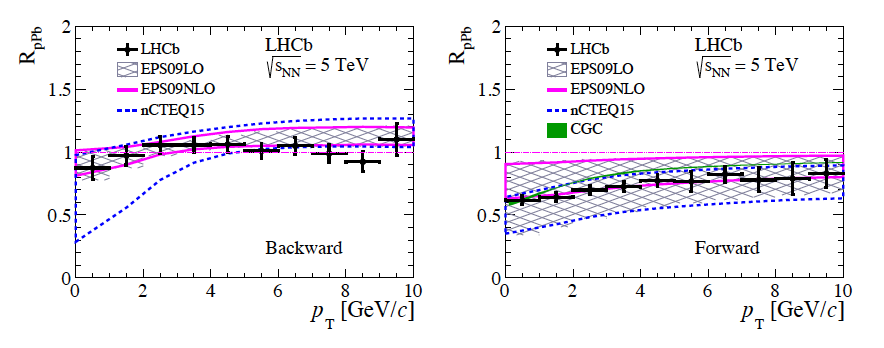 R_pPb
2
1.5
1
0.5
0
LHCb
EPS09LO
EPS09NLO
nCTEQ15
LHCb
√s_NN = 5 TeV
Backward
0 2 4 6 8 10
p_T [GeV/c]
R_pPb
2
1.5
1
0.5
0
LHCb
EPS09LO
EPS09NLO
nCTEQ15
CGC
LHCb
√s_NN = 5 TeV
Forward
0 2 4 6 8 10
p_T [GeV/c]